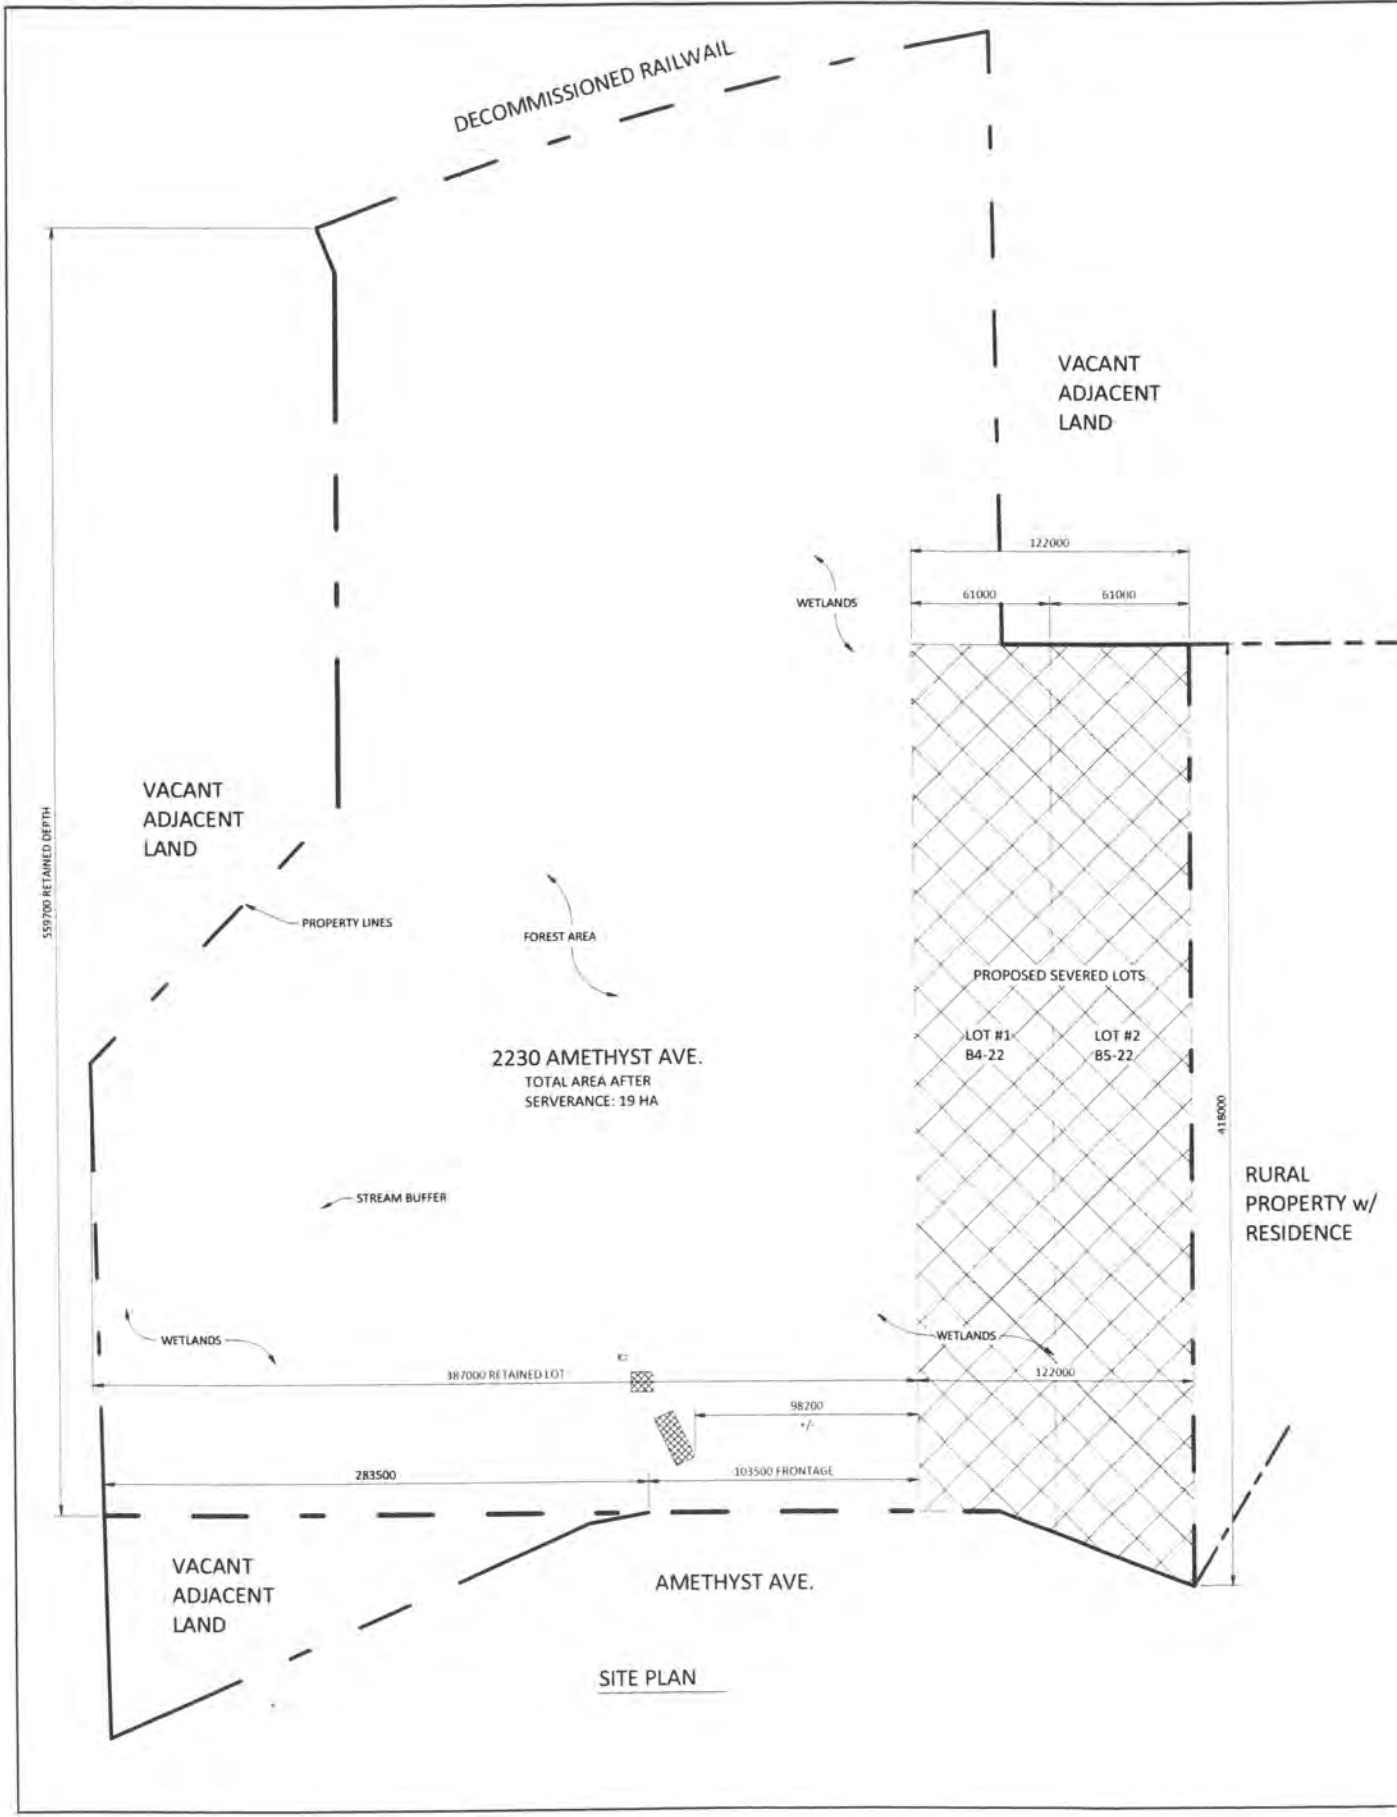 DECOMMISSIONED RAILWAIL
VACANT
ADJACENT
LAND
122000
61000
61000
WETLANDS
559700 RETAINED DEPTH
VACANT
ADJACENT
LAND
PROPERTY LINES
FOREST AREA
PROPOSED SEVERED LOTS
LOT #1
B4-22
LOT #2
B5-22
2230 AMETHYST AVE.
TOTAL AREA AFTER
SERVERANCE: 19 HA
418000
RURAL
PROPERTY w/
RESIDENCE
STREAM BUFFER
WETLANDS
WETLANDS
387000 RETAINED LOT
122000
98200
+/-
283500
103500 FRONTAGE
VACANT
ADJACENT
LAND
AMETHYST AVE.
SITE PLAN